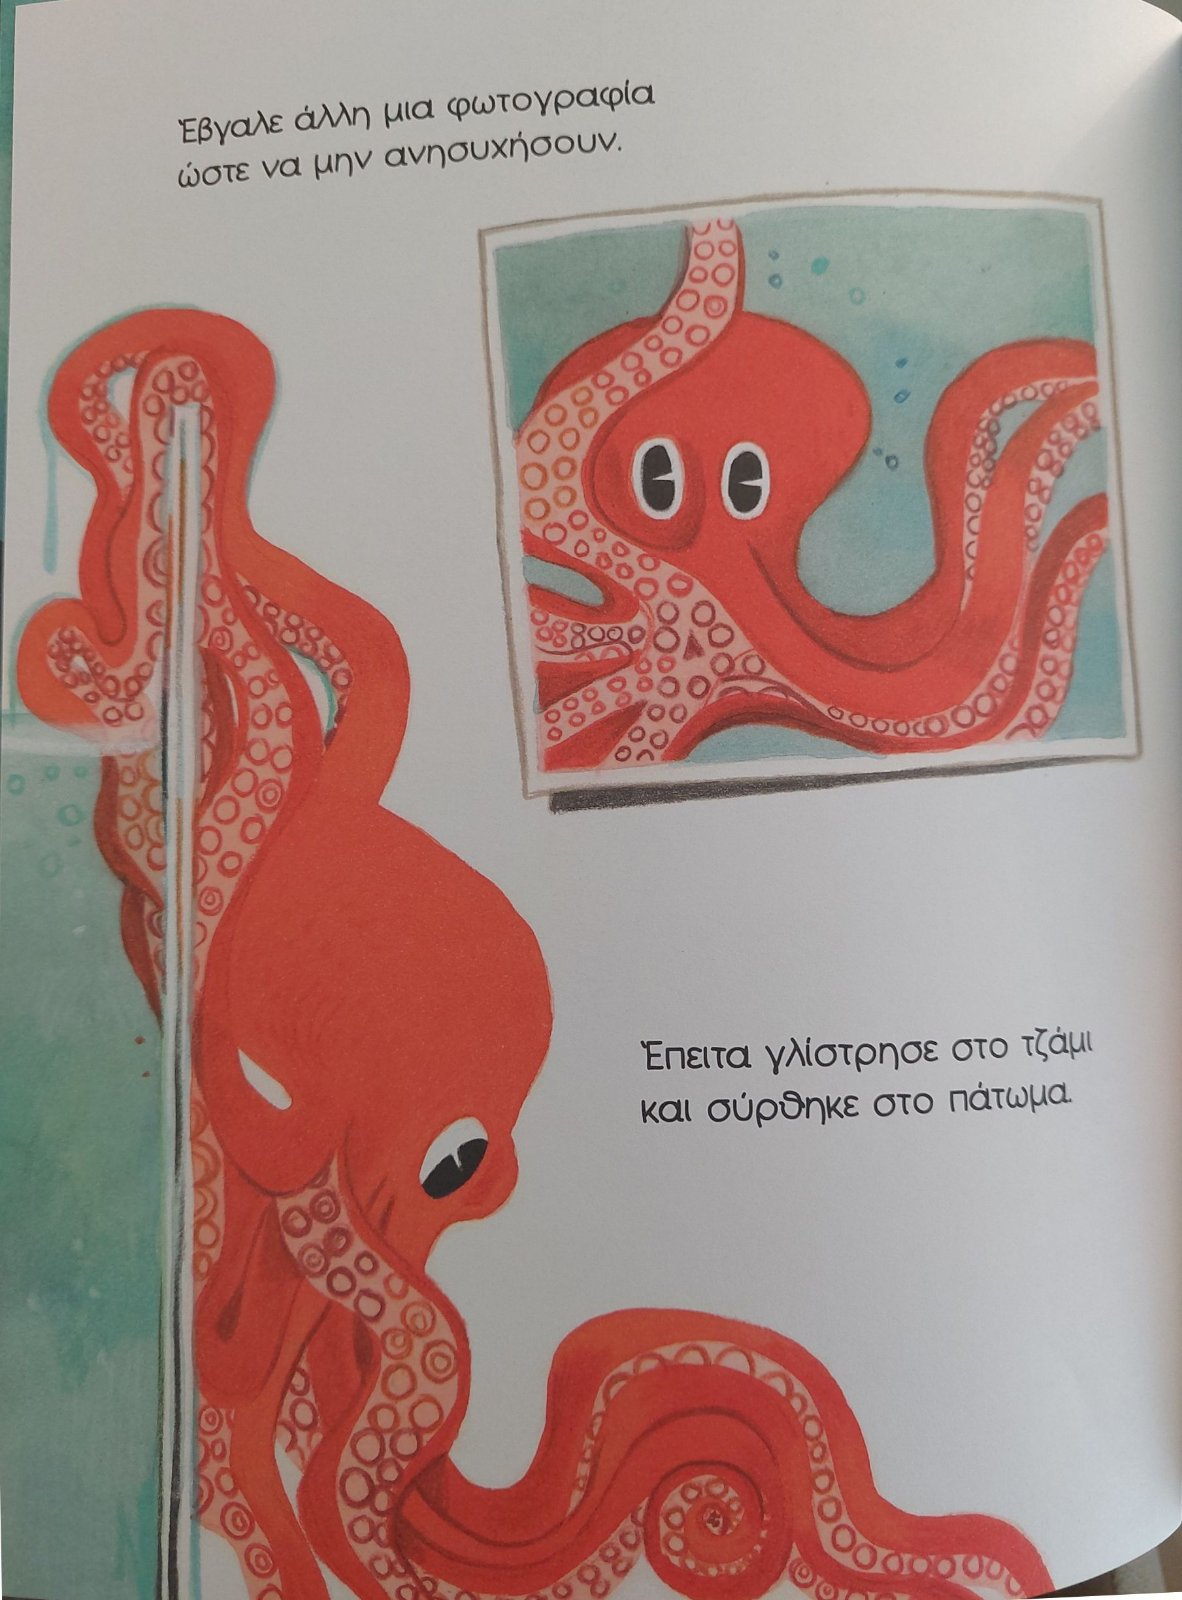 Έβγαλε άλλη μια φωτογραφία
ώστε να μην ανησυχήσουν.
Έπειτα γλίστρησε στο τζάμι
και σύρθηκε στο πάτωμα.